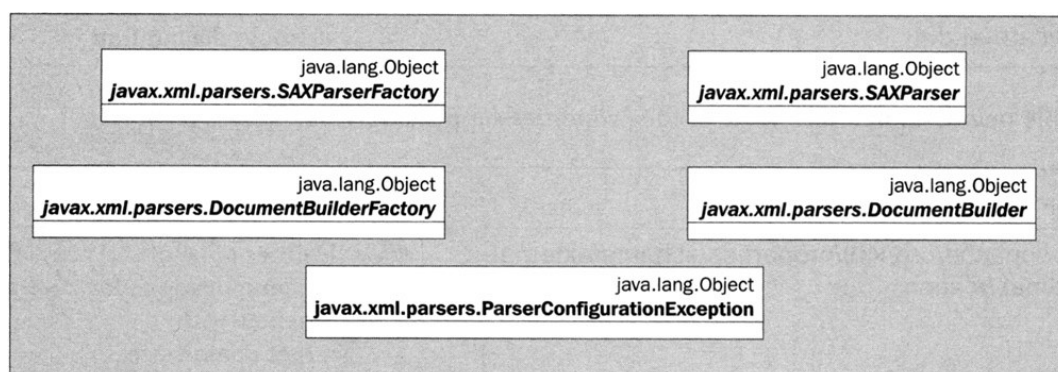 java.lang.Object
javax.xml.parsers.SAXParserFactory
java.lang.Object
javax.xml.parsers.SAXParser
java.lang.Object
javax.xml.parsers.DocumentBuilderFactory
java.lang.Object
javax.xml.parsers.DocumentBuilder
java.lang.Object
javax.xml.parsers.ParserConfigurationException